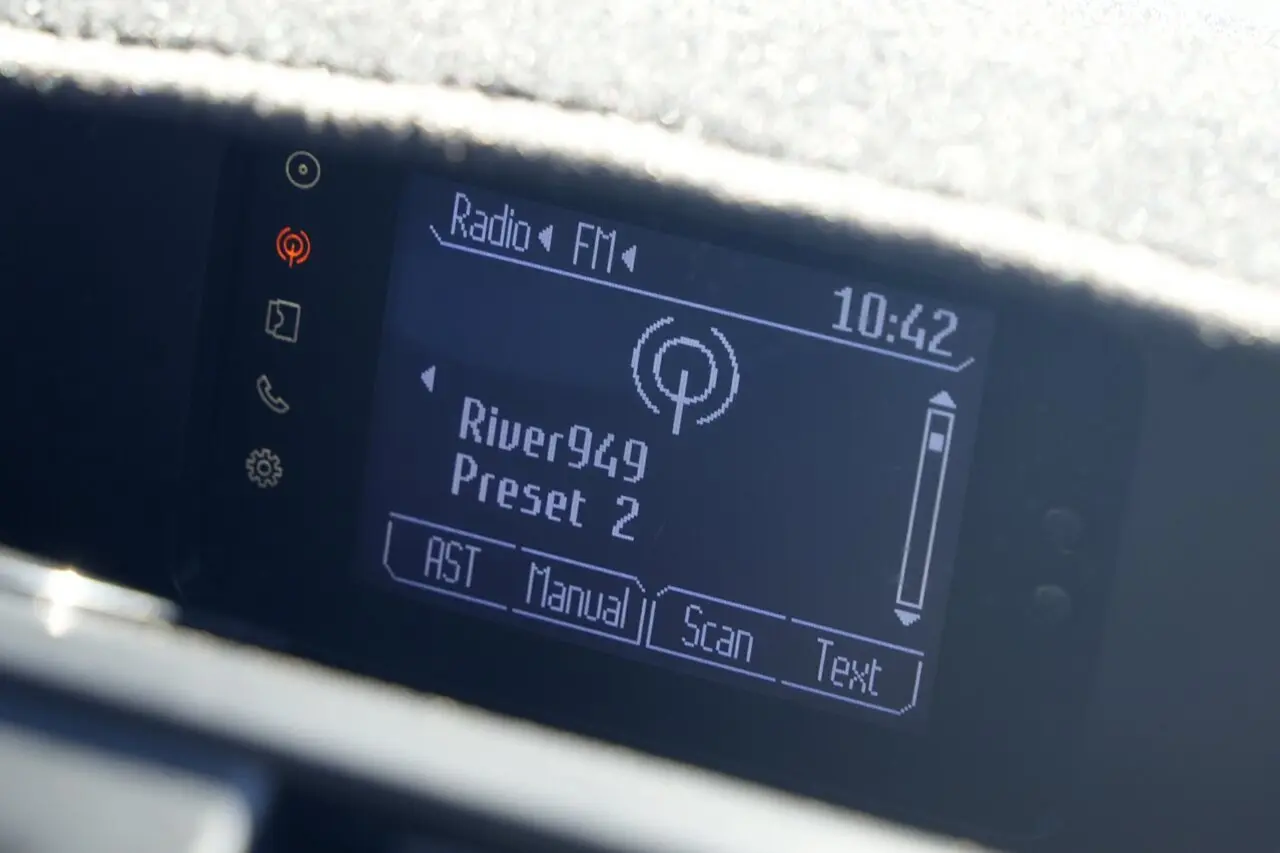 Radio FM
10:42
River949
Preset 2
AST Manual Scan Text